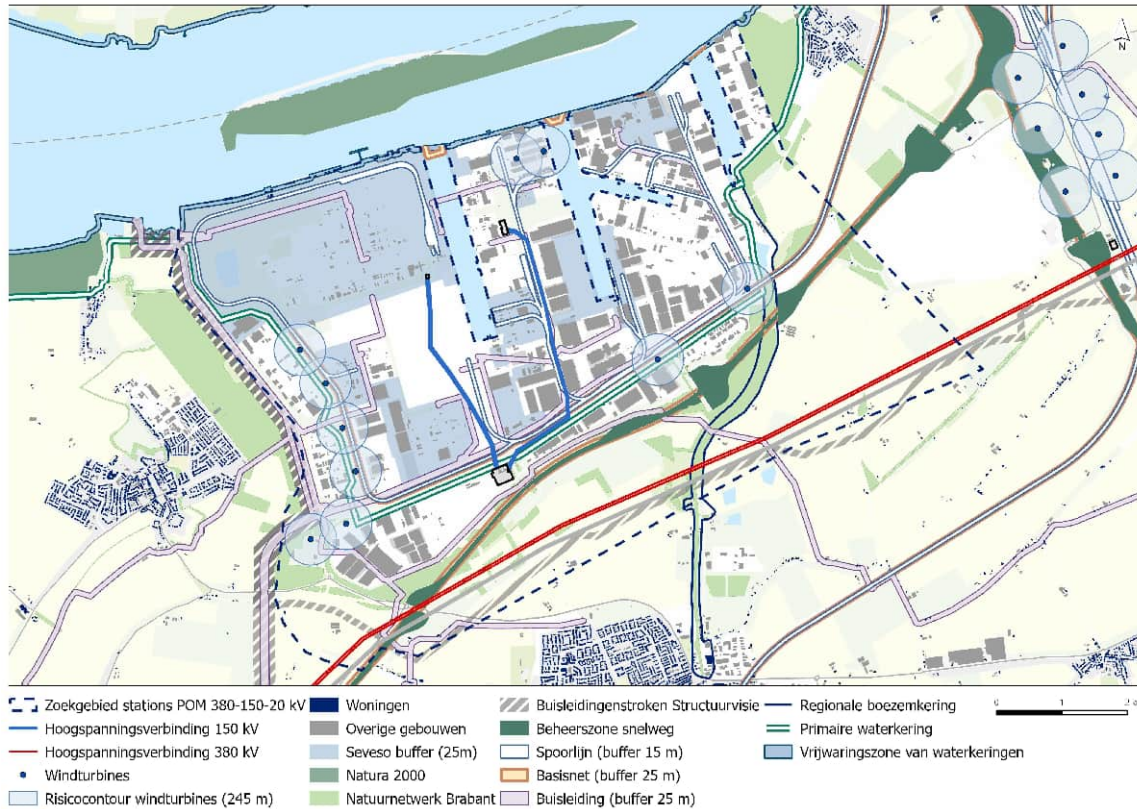 N
Zoekgebied stations POM 380-150-20 kV
Hoogspanningsverbinding 150 kV
Hoogspanningsverbinding 380 kV
Windturbines
Risicocontour windturbines (245 m)
Woningen
Overige gebouwen
Seveso buffer (25m)
Natura 2000
Natuurnetwerk Brabant
Buisleidingenstroken Structuurvisie
Beheerszone snelweg
Spoorlijn (buffer 15 m)
Basisnet (buffer 25 m)
Buisleiding (buffer 25 m)
Regionale boezemkering
Primaire waterkering
Vrijwaringszone van waterkeringen
0 1 2